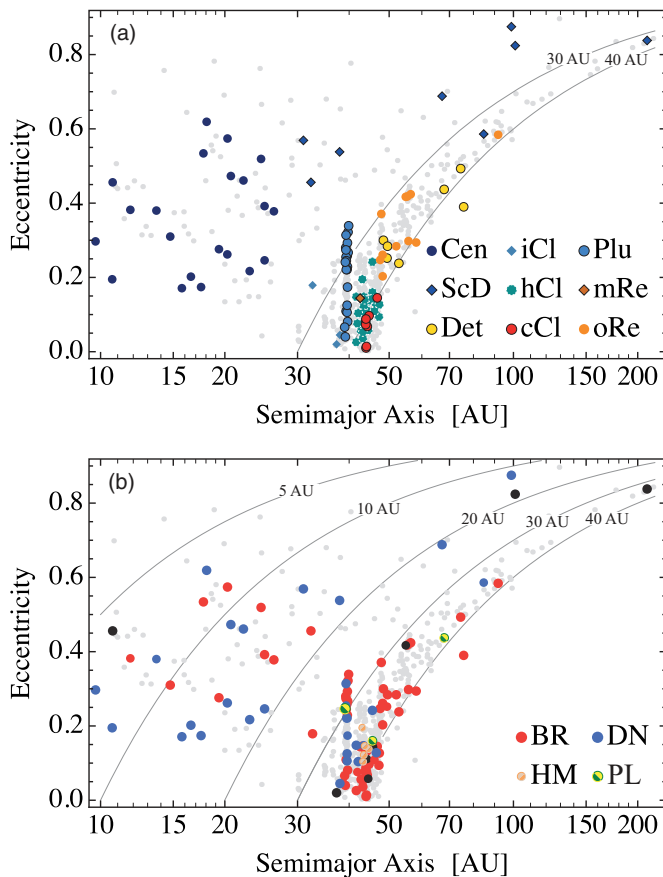 (a)
30 AU
40 AU
0.8
0.6
0.4
0.2
0.0
Eccentricity
Cen iCl Plu
ScD hCl mRe
Det cCl oRe
10 15 20 30 50 70 100 150 200
Semimajor Axis [AU]
(b)
5 AU
10 AU
20 AU
30 AU
40 AU
0.8
0.6
0.4
0.2
0.0
Eccentricity
BR DN
HM PL
10 15 20 30 50 70 100 150 200
Semimajor Axis [AU]